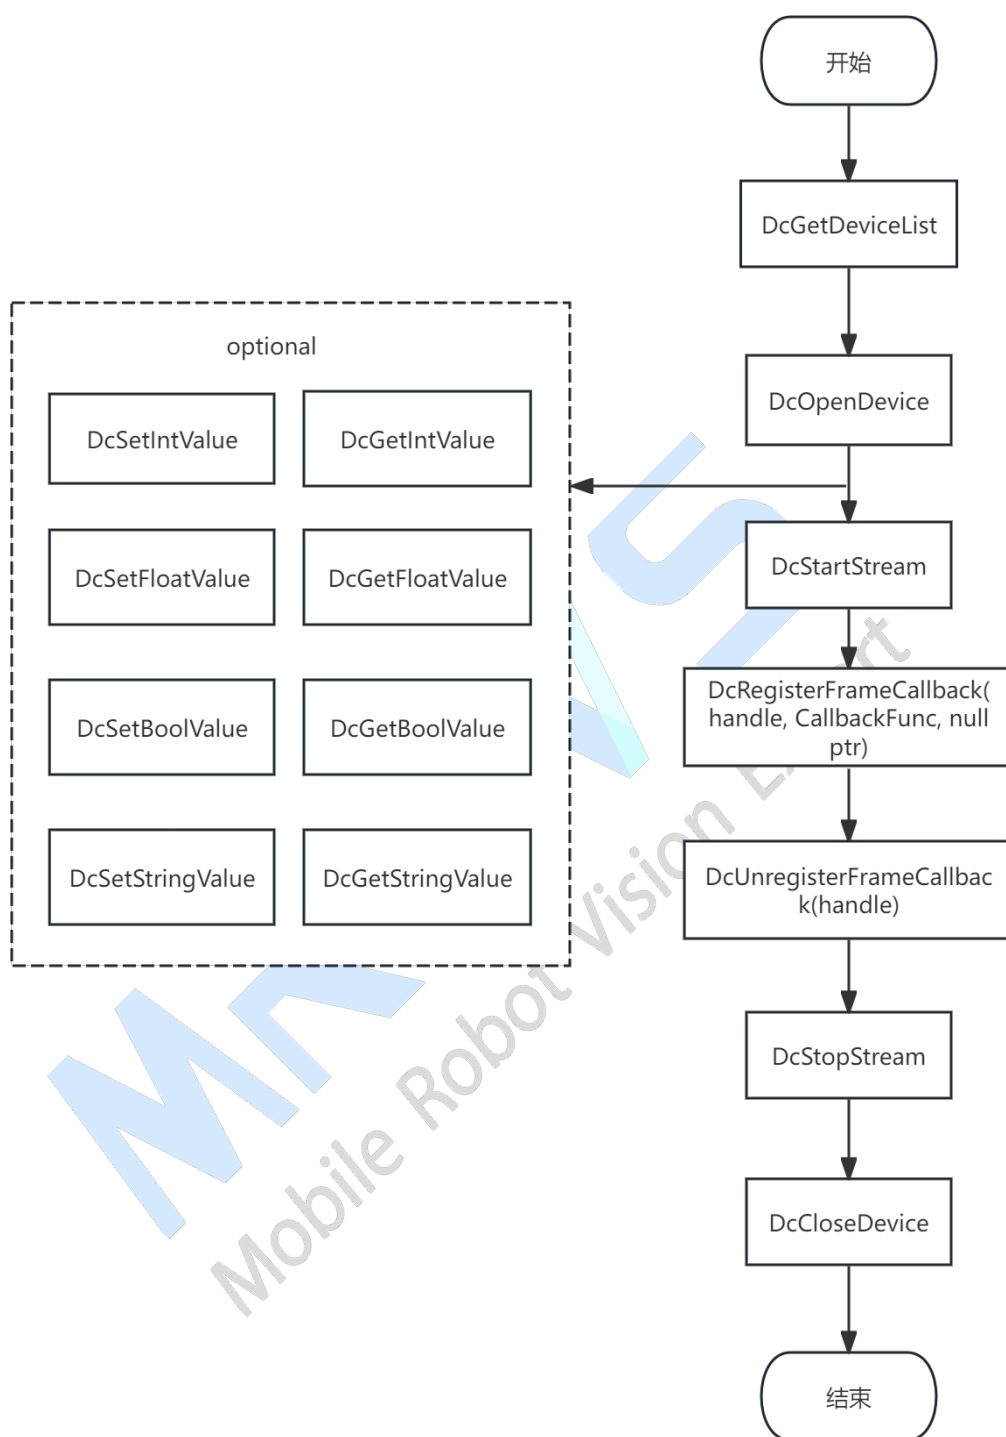 开始
DcGetDeviceList
DcOpenDevice
optional
DcSetIntValue
DcGetIntValue
DcSetFloatValue
DcGetFloatValue
DcSetBoolValue
DcGetBoolValue
DcSetStringValue
DcGetStringValue
DcStartStream
DcRegisterFrameCallback(
handle, CallbackFunc, null
ptr)
DcUnregisterFrameCallbac
k(handle)
DcStopStream
DcCloseDevice
结束
Mobile Robot Vision